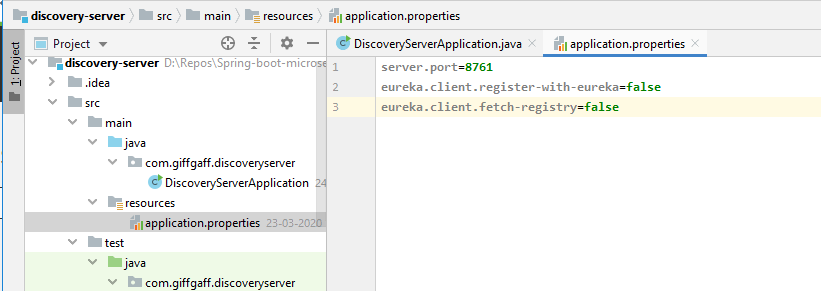 discovery-server > src > main > resources > application.properties
1: Project
Project
DiscoveryServerApplication.java
application.properties
discovery-server D:\Repos\Spring-boot-microse
.idea
src
main
java
com.giffgaff.discoveryserver
DiscoveryServerApplication 24
resources
application.properties 23-03-2020
test
java
com.giffgaff.discoveryserver
1 server.port=8761
2 eureka.client.register-with-eureka=false
3 eureka.client.fetch-registry=false